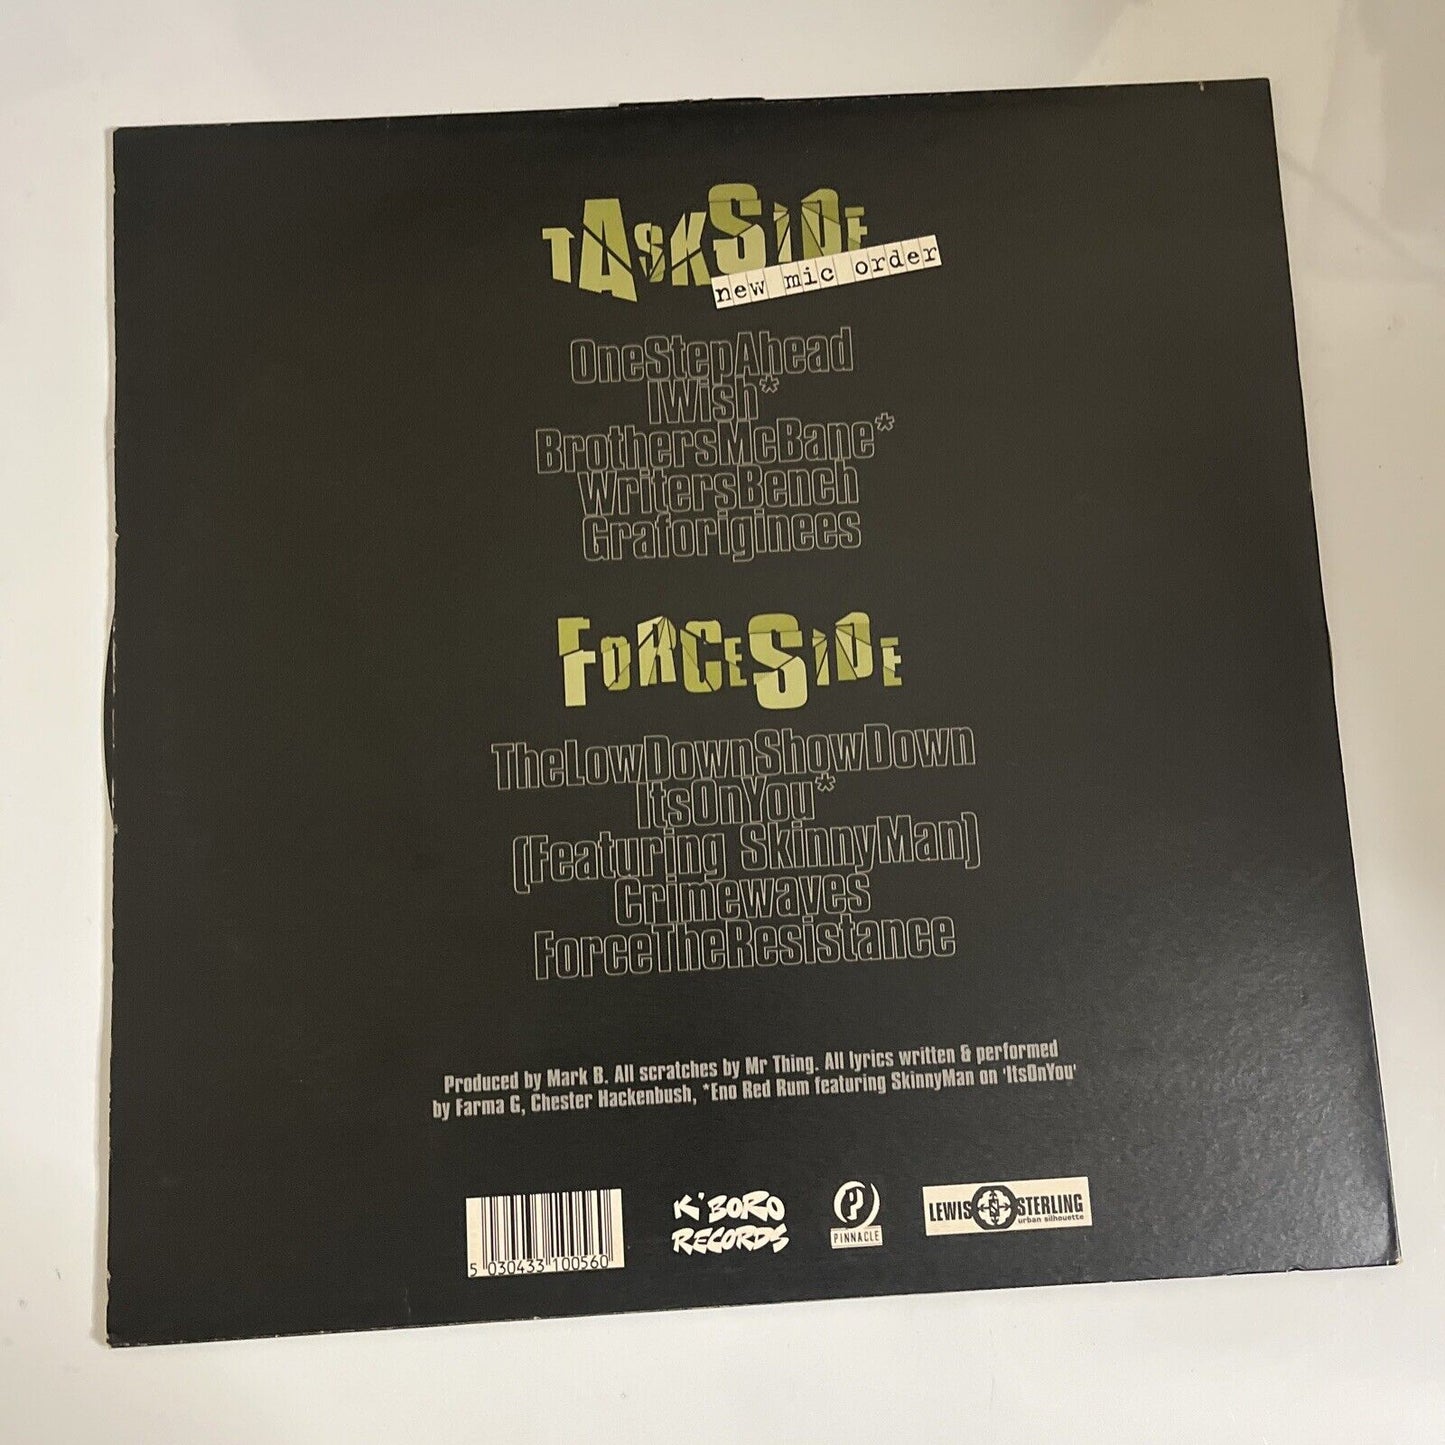 TASKSIDE
new mic order
OneStepAhead
IWish*
BrothersMcBane*
WritersBench
Graforiginees
FORCESIDE
TheLowDownShowDown
ItsOnYou*
(Featuring SkinnyMan)
Crimewaves
ForceTheResistance
Produced by Mark B. All scratches by Mr Thing. All lyrics written & performed
by Farma G, Chester Hackenbush, *Eno Red Rum featuring SkinnyMan on 'ItsOnYou'
5 030433 100560
K'BORO
RECORDS
P
PINNACLE
LEWIS S STERLING
urban silhouette